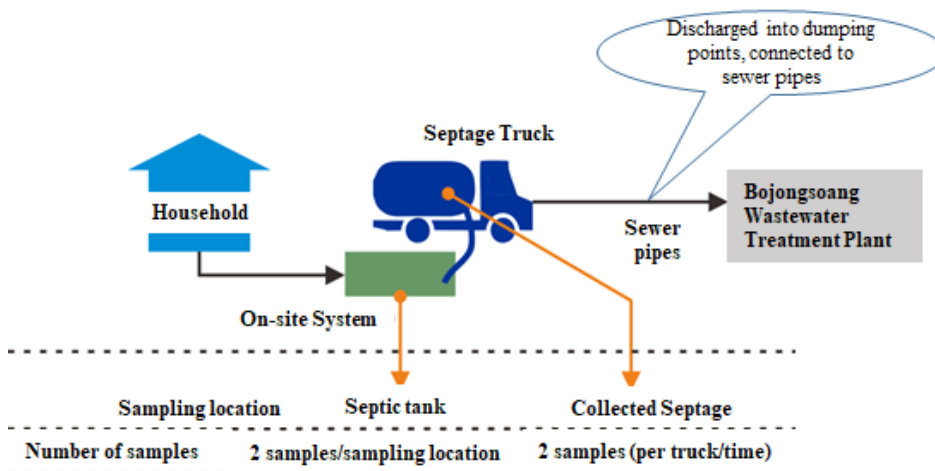 Discharged into dumping
points, connected to
sewer pipes
Septage Truck
Household
Bojongsoang
Wastewater
Treatment Plant
Sewer
pipes
On-site System
Sampling location
Septic tank
Collected Septage
Number of samples
2 samples/sampling location
2 samples (per truck/time)